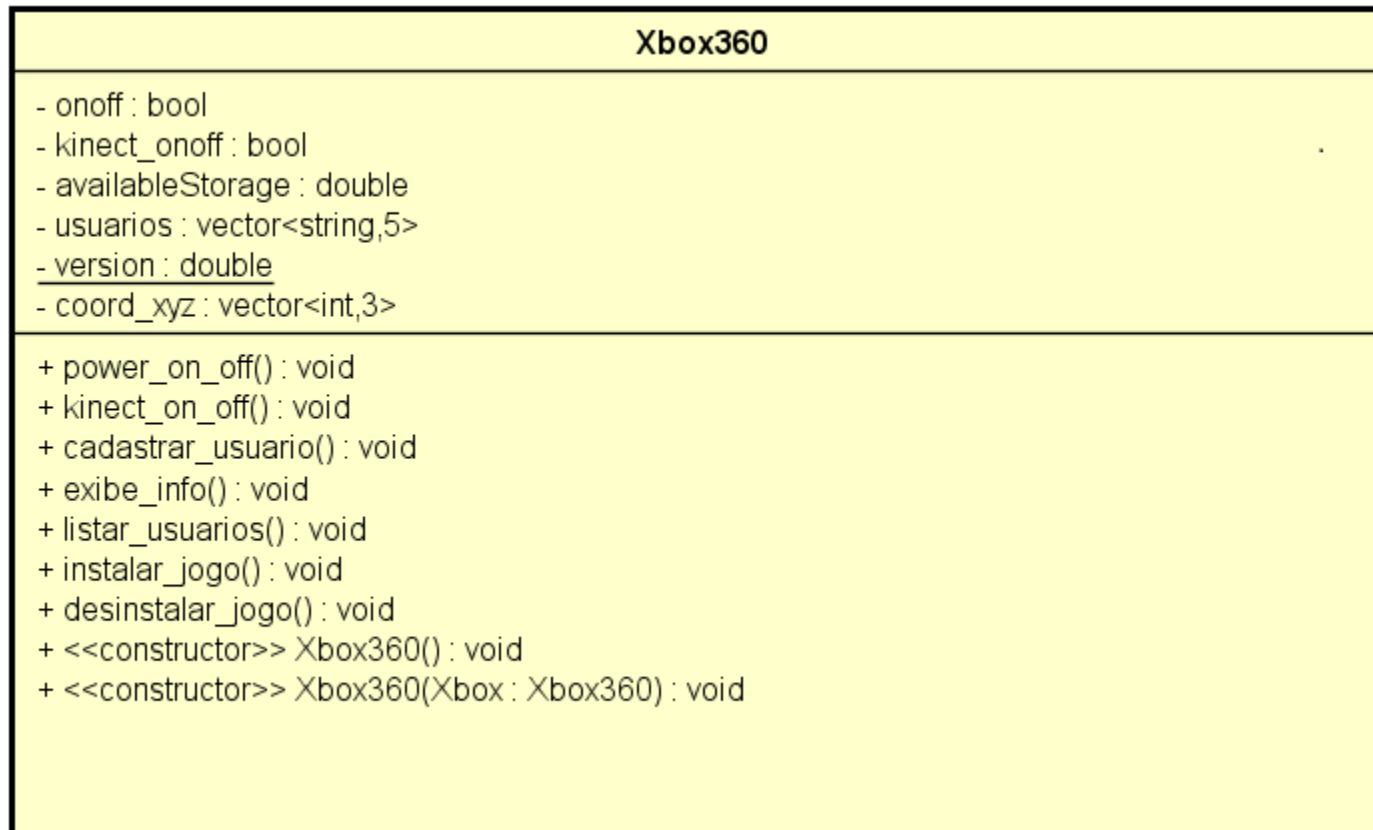 Xbox360
- onoff : bool
- kinect_onoff : bool
- availableStorage : double
- usuarios : vector<string,5>
- version : double
- coord_xyz : vector<int,3>
+ power_on_off() : void
+ kinect_on_off() : void
+ cadastrar_usuario() : void
+ exibe_info() : void
+ listar_usuarios() : void
+ instalar_jogo() : void
+ desinstalar_jogo() : void
+ <<constructor>> Xbox360() : void
+ <<constructor>> Xbox360(Xbox : Xbox360) : void